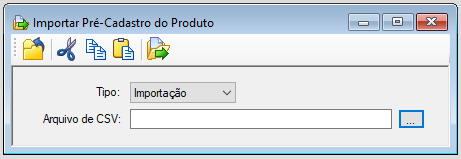 Importar Pré-Cadastro do Produto
Tipo: Importação
Arquivo de CSV: ...